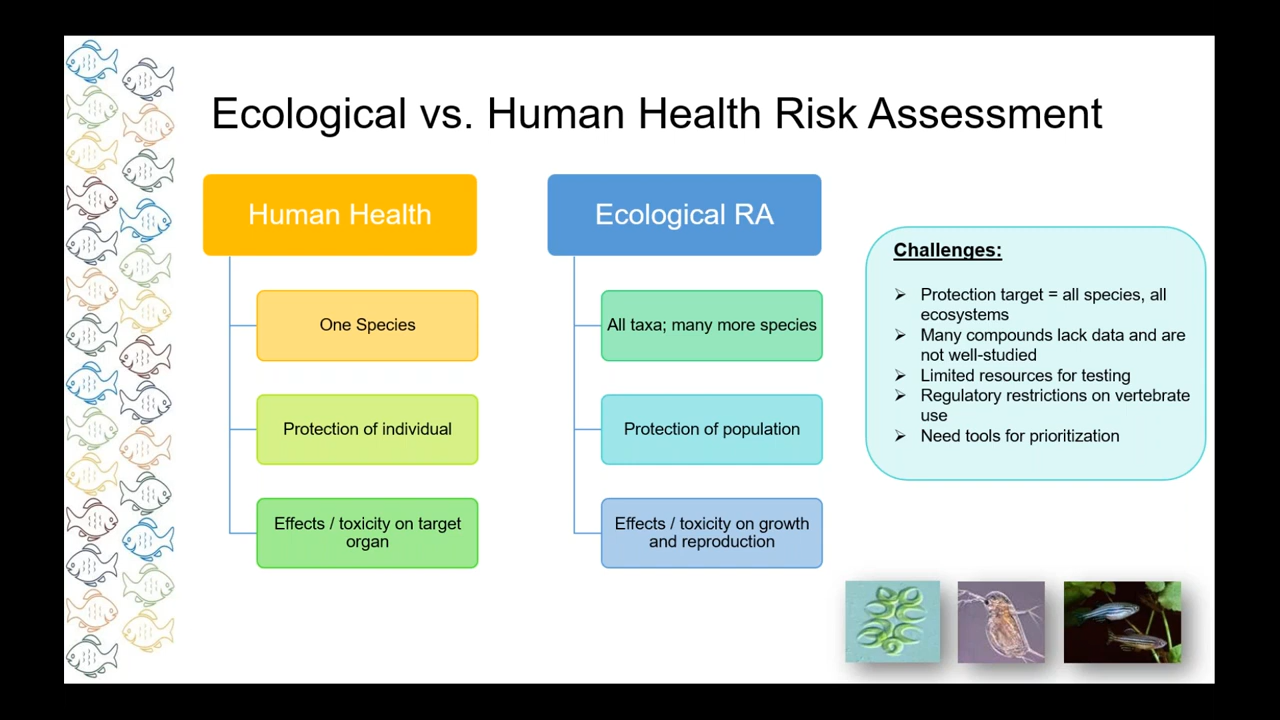 Ecological vs. Human Health Risk Assessment
Human Health
One Species
Protection of individual
Effects / toxicity on target
organ
Ecological RA
All taxa; many more species
Protection of population
Effects / toxicity on growth
and reproduction
Challenges:
➢ Protection target = all species, all
ecosystems
➢ Many compounds lack data and are
not well-studied
➢ Limited resources for testing
➢ Regulatory restrictions on vertebrate
use
➢ Need tools for prioritization